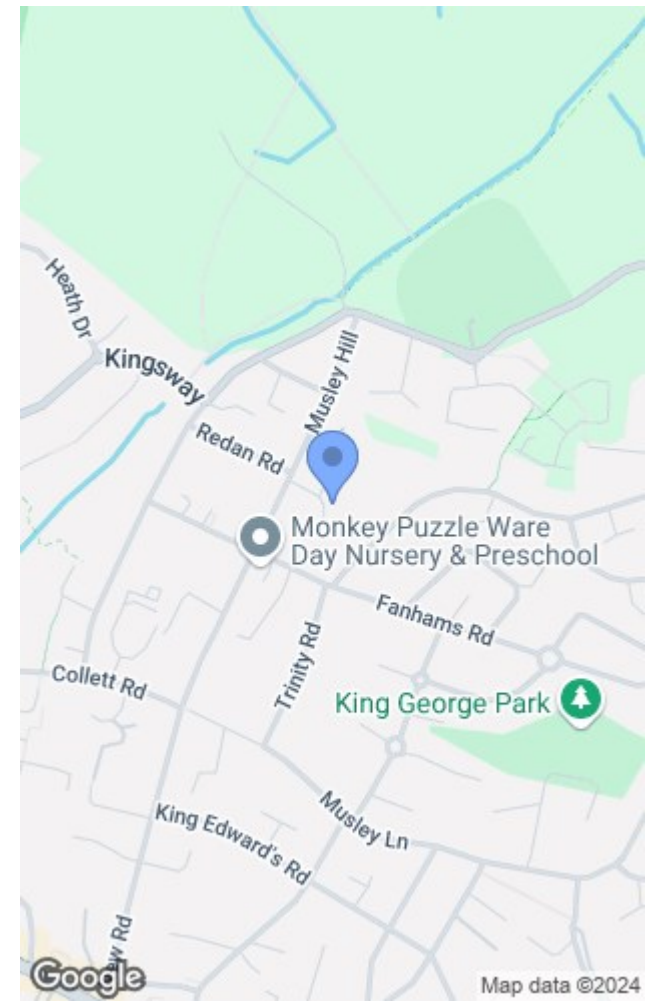 Heath Dr
Kingsway
Musley Hill
Redan Rd
Monkey Puzzle Ware
Day Nursery & Preschool
Fanhams Rd
Trinity Rd
Collett Rd
King George Park
Musley Ln
King Edward's Rd
Rd
Google
Map data ©2024